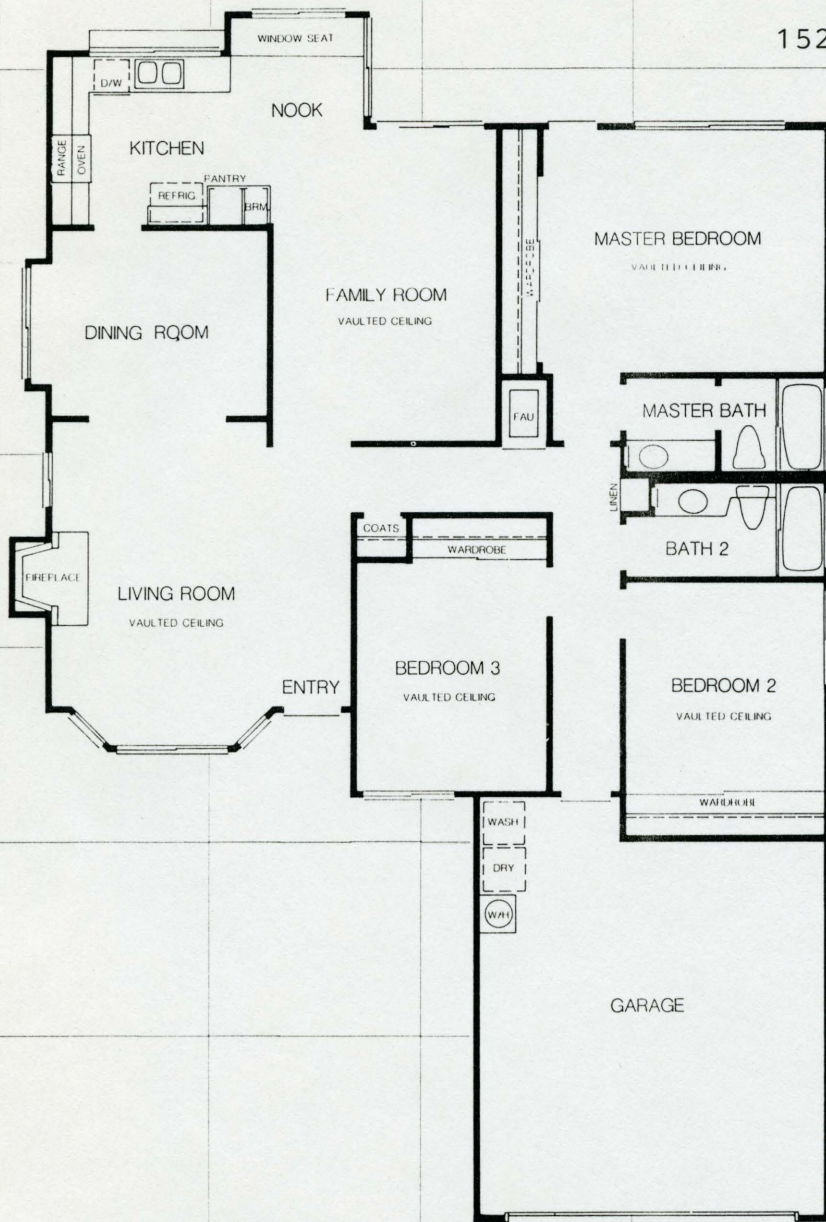 152
WINDOW SEAT
D/W
NOOK
KITCHEN
RANGE
OVEN
PANTRY
REFRIG.
BRM
MASTER BEDROOM
VAULTED CEILING
WARDROBE
FAMILY ROOM
VAULTED CEILING
DINING ROOM
FAU
MASTER BATH
LINEN
COATS
WARDROBE
BATH 2
FIREPLACE
LIVING ROOM
VAULTED CEILING
BEDROOM 3
VAULTED CEILING
ENTRY
BEDROOM 2
VAULTED CEILING
WARDROBE
WASH
DRY
W/H
GARAGE